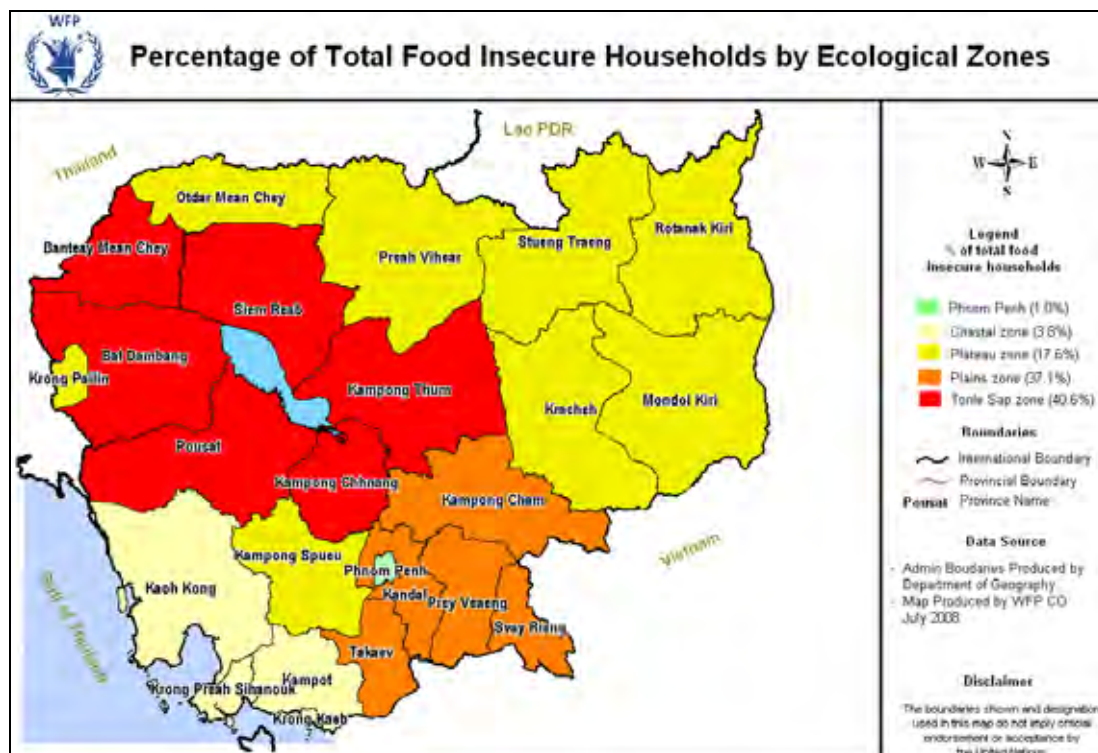 WFP
Percentage of Total Food Insecure Households by Ecological Zones
Lao PDR
Thailand
Otdar Mean Chey
Rotanak Kiri
Stueng Traeng
Banteay Mean Chey
Preah Vihear
Siem Reab
Bat Dambang
Krong Pailin
Kampong Thum
Kracheh
Mondol Kiri
Pousat
Kampong Chhnang
Kampong Cham
Kampong Spueu
Vietnam
Phnom Penh
Kaoh Kong
Kandal
Prey Veaeng
Gulf of Thailand
Svay Rieng
Takaev
Kampot
Krong Preah Sihanouk
Krong Kaeb
N
W E
S
Legend
% of total food
insecure households
Phnom Penh (1.0%)
Coastal zone (3.8%)
Plateau zone (17.6%)
Plains zone (37.1%)
Tonle Sap zone (40.6%)
Boundaries
International Boundary
Provincial Boundary
Pousat Province Name
Data Source
- Admin Boudaries Produced by
Department of Geography
- Map Produced by WFP CO
July 2008
Disclaimer
The boundaries shown and designation
used in this map do not imply official
endorsement or acceptance by
the United Nations